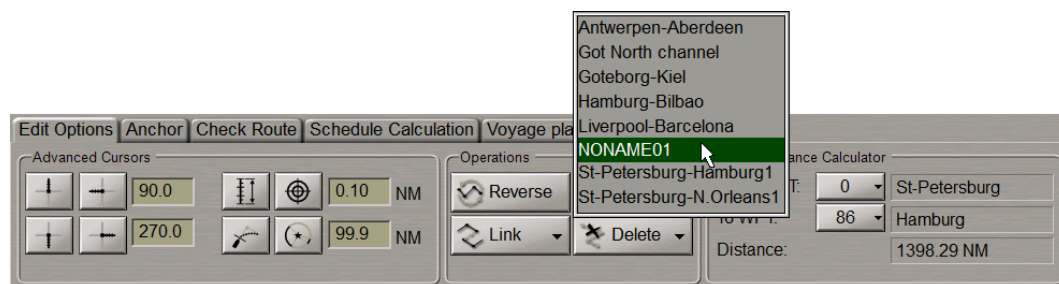 Antwerpen-Aberdeen
Got North channel
Goteborg-Kiel
Hamburg-Bilbao
Liverpool-Barcelona
NONAME01
St-Petersburg-Hamburg1
St-Petersburg-N.Orleans1
Edit Options Anchor Check Route Schedule Calculation Voyage pla
Advanced Cursors
90.0 0.10 NM
270.0 99.9 NM
Operations
Reverse
Link Delete
ance Calculator
T: 0 St-Petersburg
86 Hamburg
Distance: 1398.29 NM